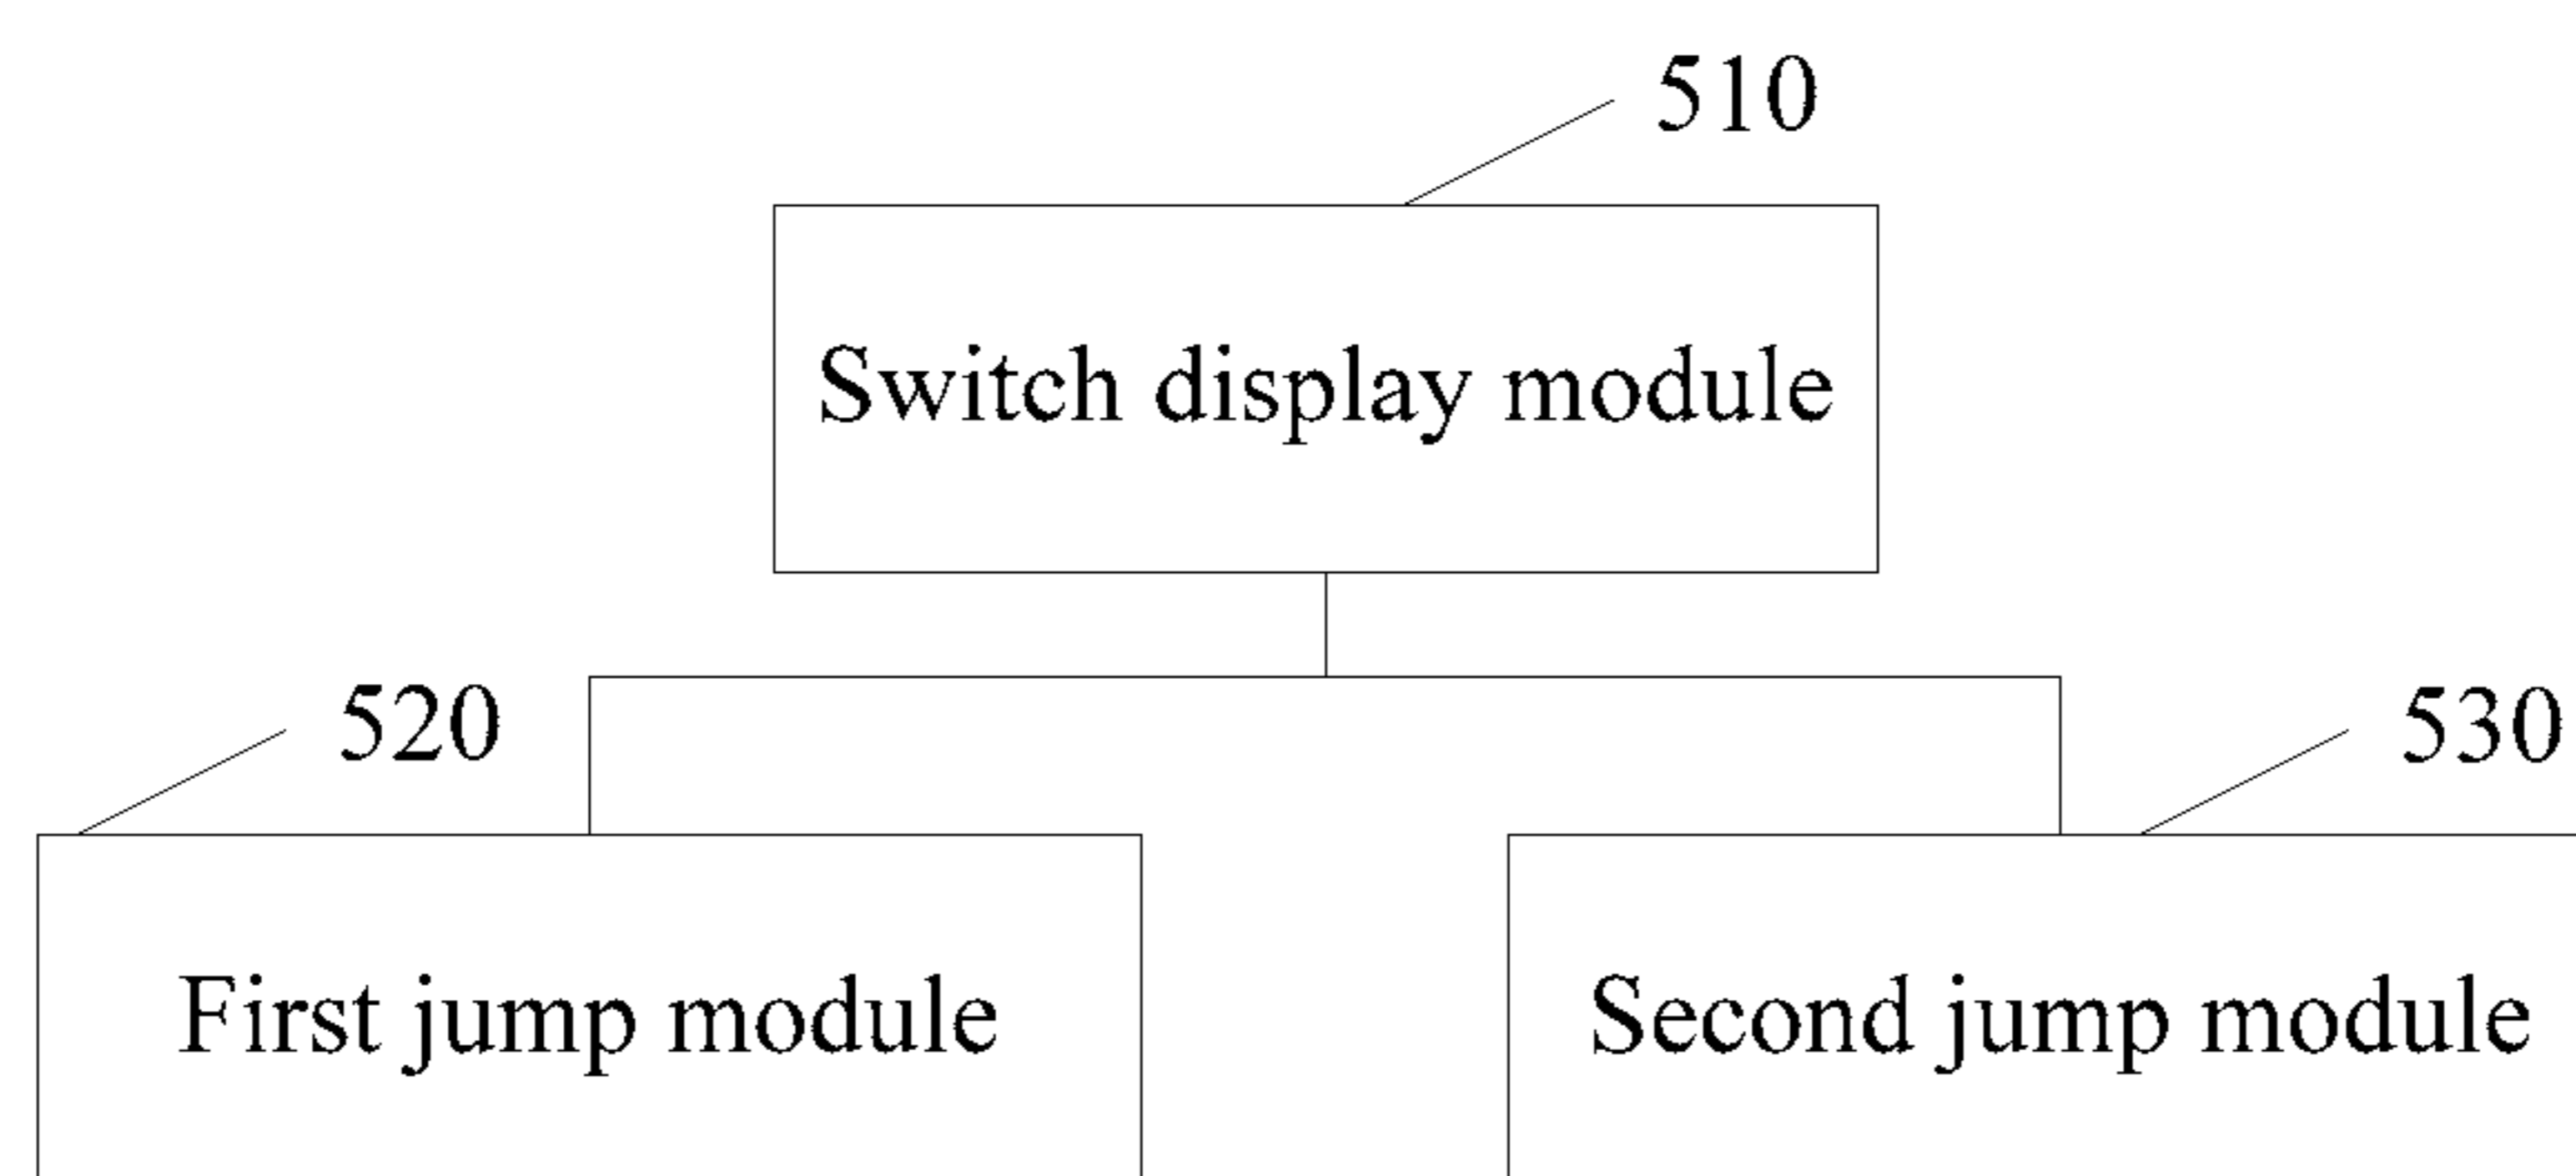 510
Switch display module
520
530
First jump module
Second jump module